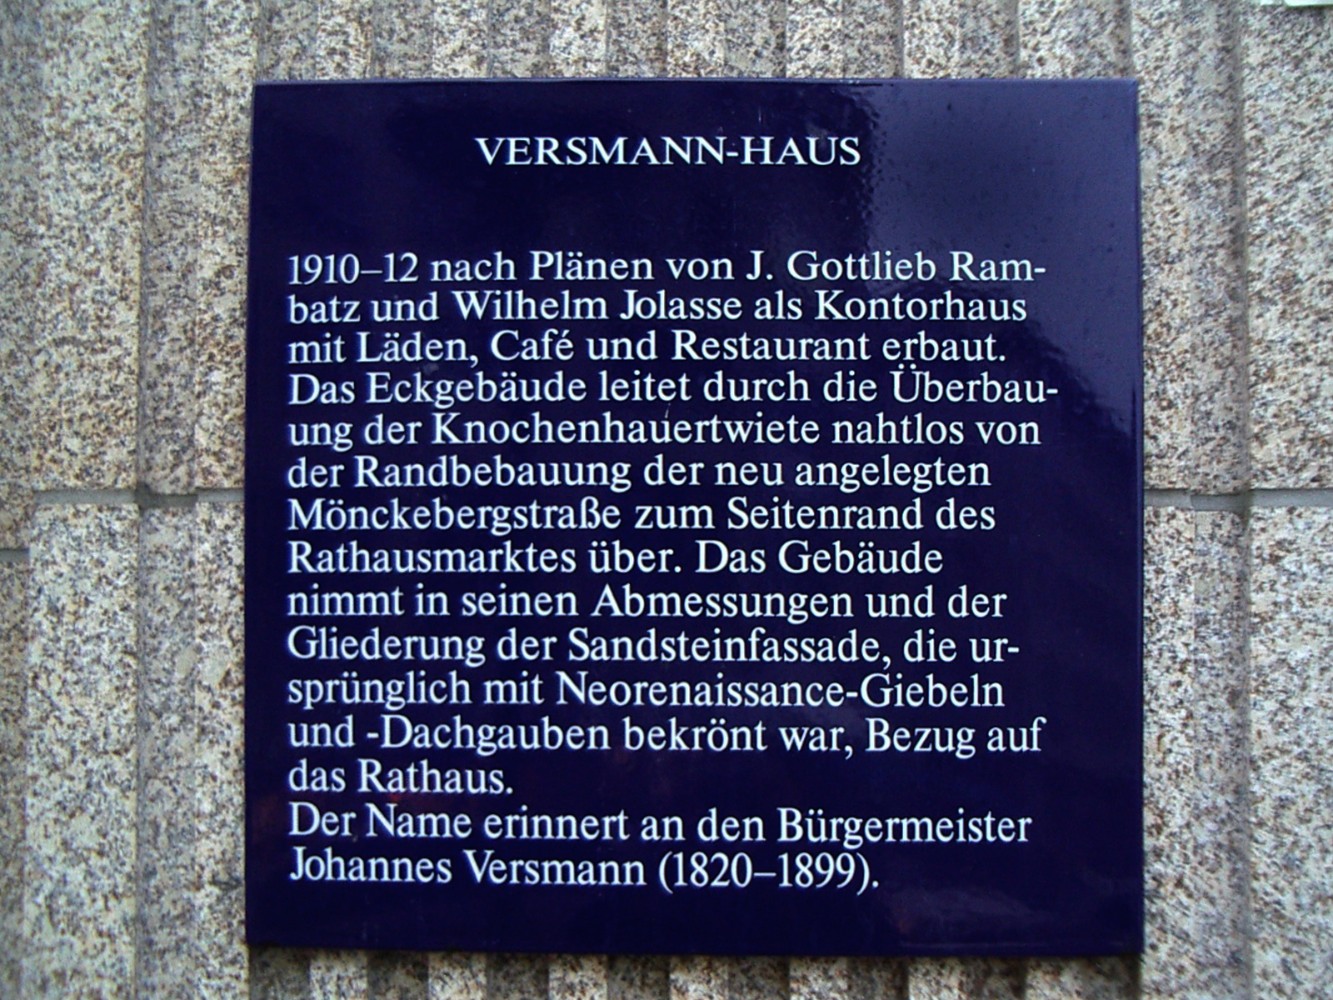 VERSMANN-HAUS
1910–12 nach Plänen von J. Gottlieb Ram-
batz und Wilhelm Jolasse als Kontorhaus
mit Läden, Café und Restaurant erbaut.
Das Eckgebäude leitet durch die Überbau-
ung der Knochenhauertwiete nahtlos von
der Randbebauung der neu angelegten
Mönckebergstraße zum Seitenrand des
Rathausmarktes über. Das Gebäude
nimmt in seinen Abmessungen und der
Gliederung der Sandsteinfassade, die ur-
sprünglich mit Neorenaissance-Giebeln
und -Dachgauben bekrönt war, Bezug auf
das Rathaus.
Der Name erinnert an den Bürgermeister
Johannes Versmann (1820–1899).